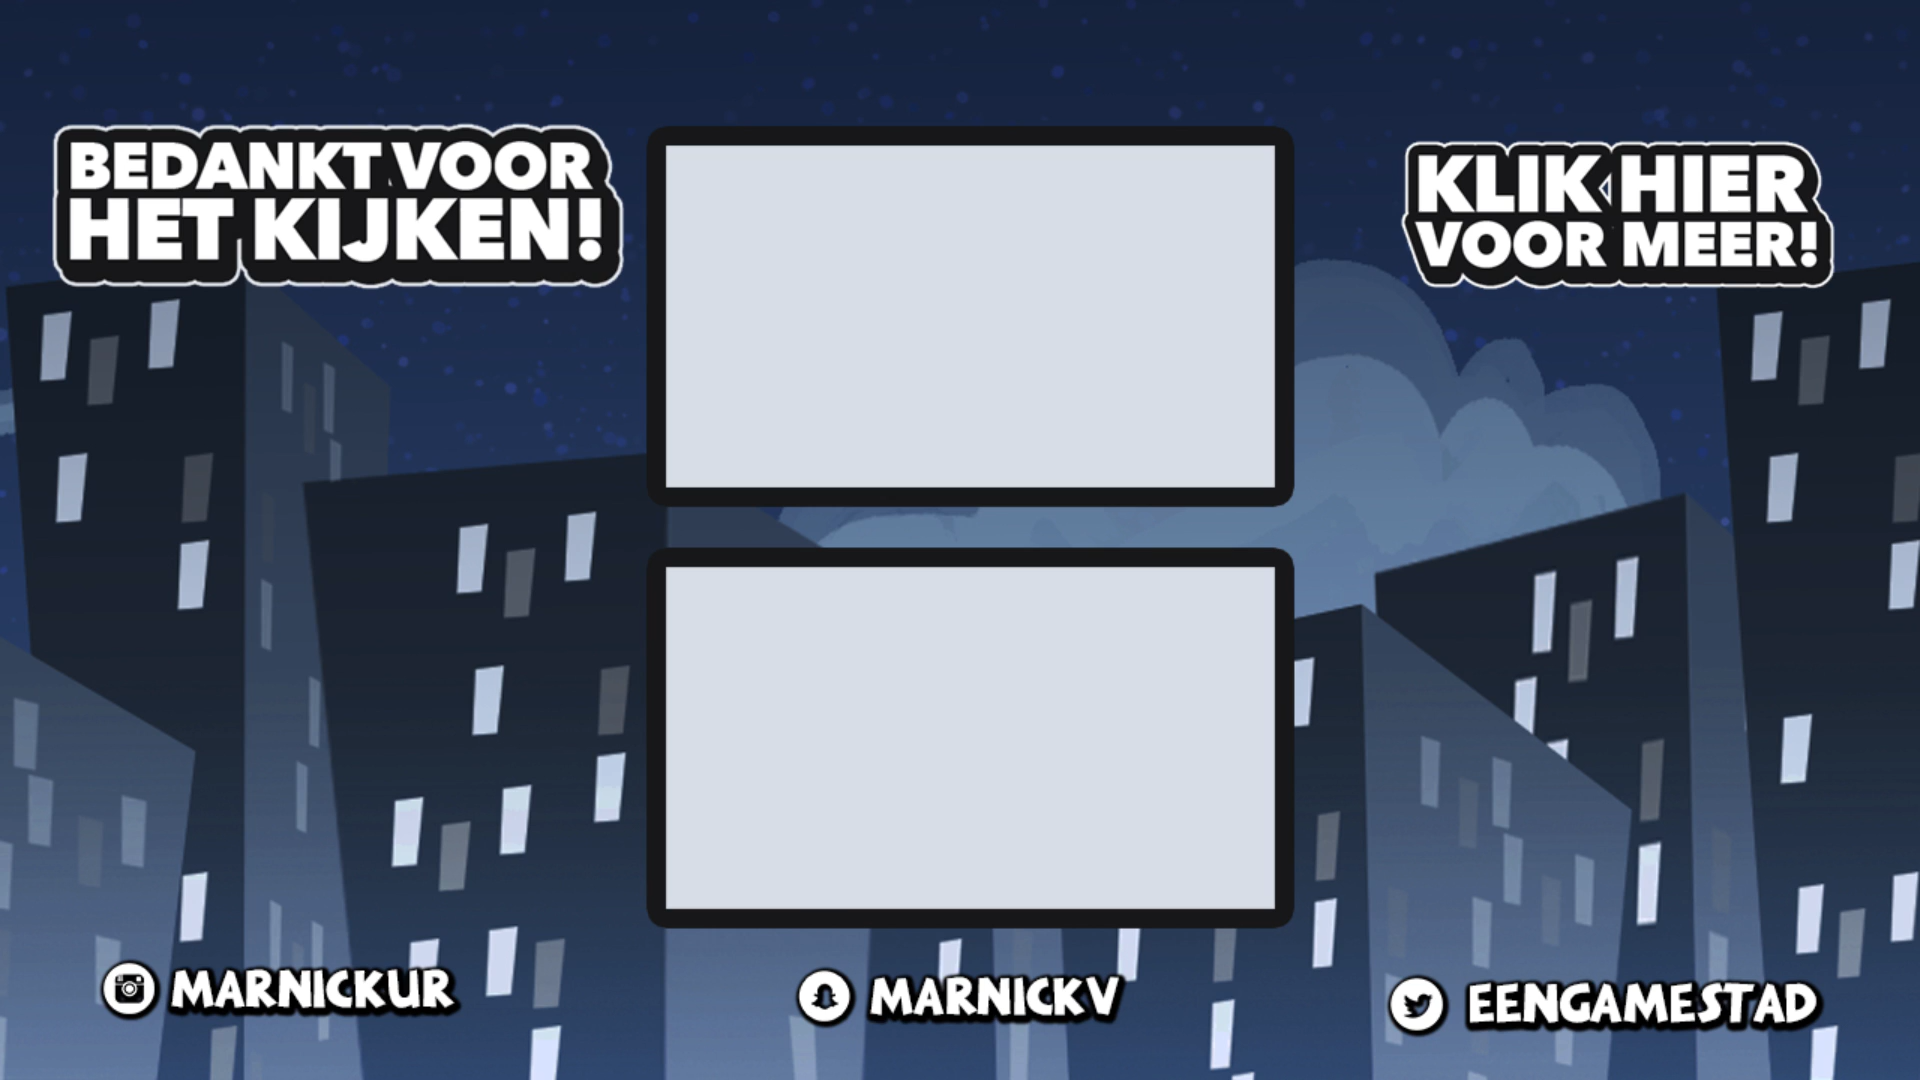 BEDANKT VOOR
HET KIJKEN!
KLIK HIER
VOOR MEER!
MARNICKUR
MARNICKV
EENGAMESTAD